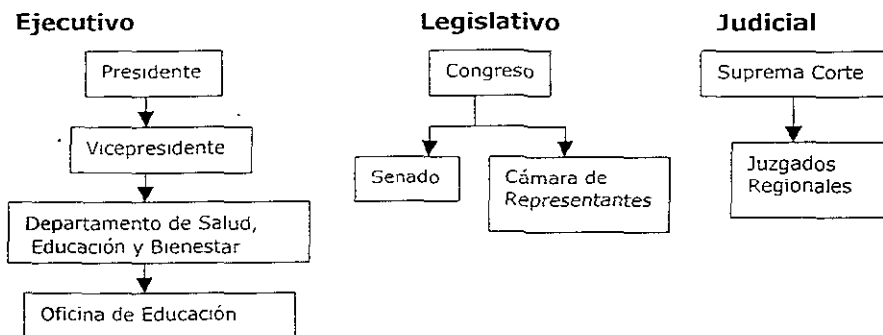 Ejecutivo
Presidente
Vicepresidente
Departamento de Salud,
Educación y Bienestar
Oficina de Educación
Legislativo
Congreso
Senado
Cámara de
Representantes
Judicial
Suprema Corte
Juzgados
Regionales